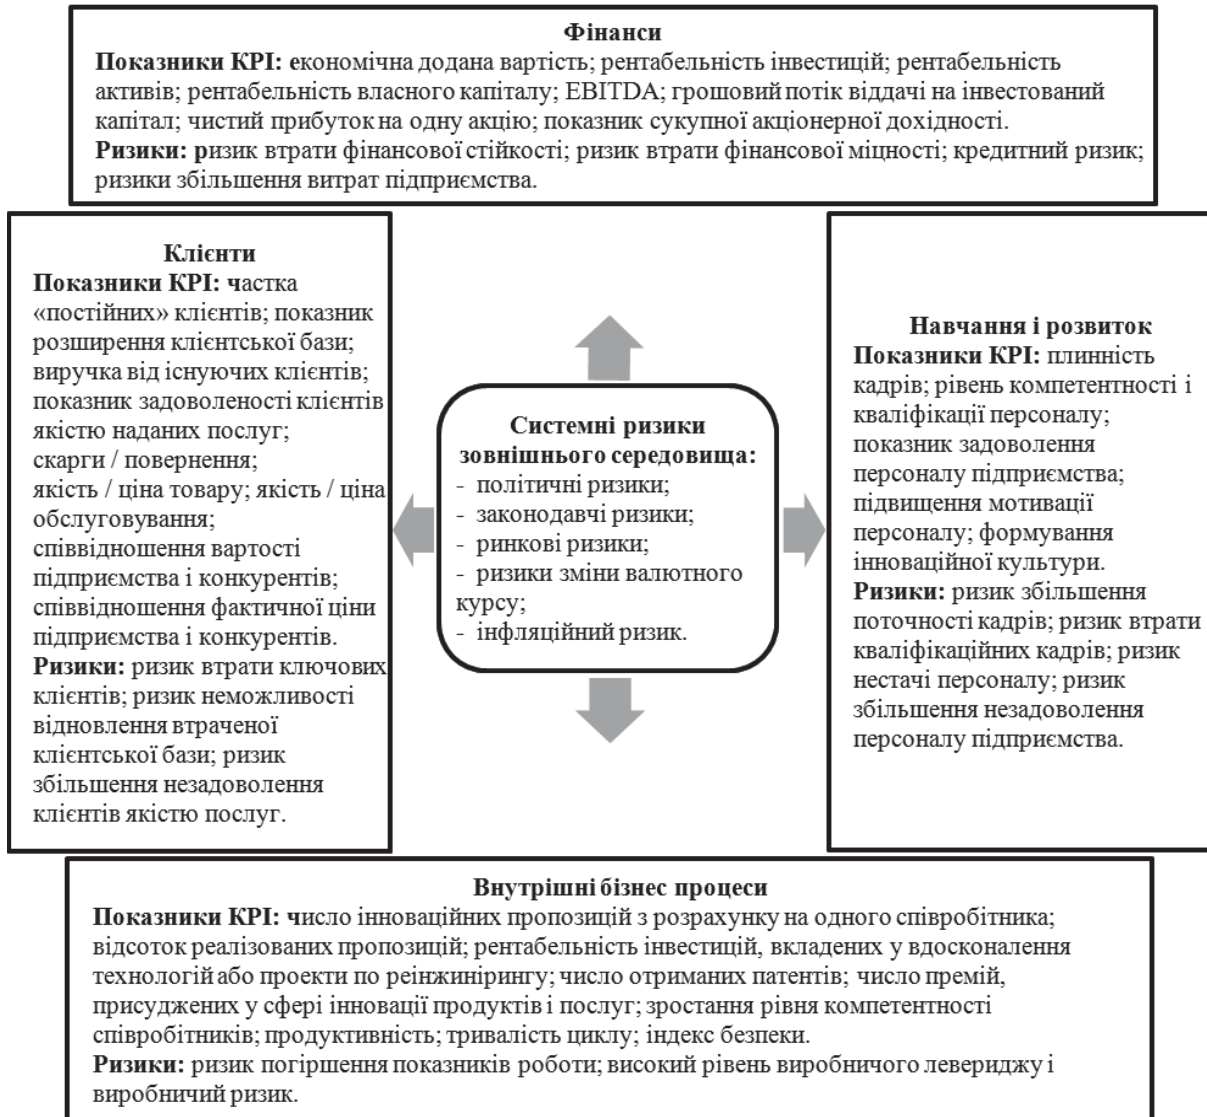 Фінанси
Показники KPI: економічна додана вартість; рентабельність інвестицій; рентабельність
активів; рентабельність власного капіталу; EBITDA; грошовий потік віддачі на інвестований
капітал; чистий прибуток на одну акцію; показник сукупної акціонерної дохідності.
Ризики: ризик втрати фінансової стійкості; ризик втрати фінансової міцності; кредитний ризик;
ризики збільшення витрат підприємства.
Клієнти
Показники KPI: частка
«постійних» клієнтів; показник
розширення клієнтської бази;
виручка від існуючих клієнтів;
показник задоволеності клієнтів
якістю наданих послуг;
скарги / повернення;
якість / ціна товару; якість / ціна
обслуговування;
співвідношення вартості
підприємства і конкурентів;
співвідношення фактичної ціни
підприємства і конкурентів.
Ризики: ризик втрати ключових
клієнтів; ризик неможливості
відновлення втраченої
клієнтської бази; ризик
збільшення незадоволення
клієнтів якістю послуг.
Системні ризики
зовнішнього середовища:
- політичні ризики;
- законодавчі ризики;
- ринкові ризики;
- ризики зміни валютного
курсу;
- інфляційний ризик.
Навчання і розвиток
Показники KPI: плинність
кадрів; рівень компетентності і
кваліфікації персоналу;
показник задоволення
персоналу підприємства;
підвищення мотивації
персоналу; формування
інноваційної культури.
Ризики: ризик збільшення
поточності кадрів; ризик втрати
кваліфікаційних кадрів; ризик
нестачі персоналу; ризик
збільшення незадоволення
персоналу підприємства.
Внутрішні бізнес процеси
Показники KPI: число інноваційних пропозицій з розрахунку на одного співробітника;
відсоток реалізованих пропозицій; рентабельність інвестицій, вкладених у вдосконалення
технологій або проекти по реінжинірингу; число отриманих патентів; число премій,
присуджених у сфері інновації продуктів і послуг; зростання рівня компетентності
співробітників; продуктивність; тривалість циклу; індекс безпеки.
Ризики: ризик погіршення показників роботи; високий рівень виробничого левериджу і
виробничий ризик.